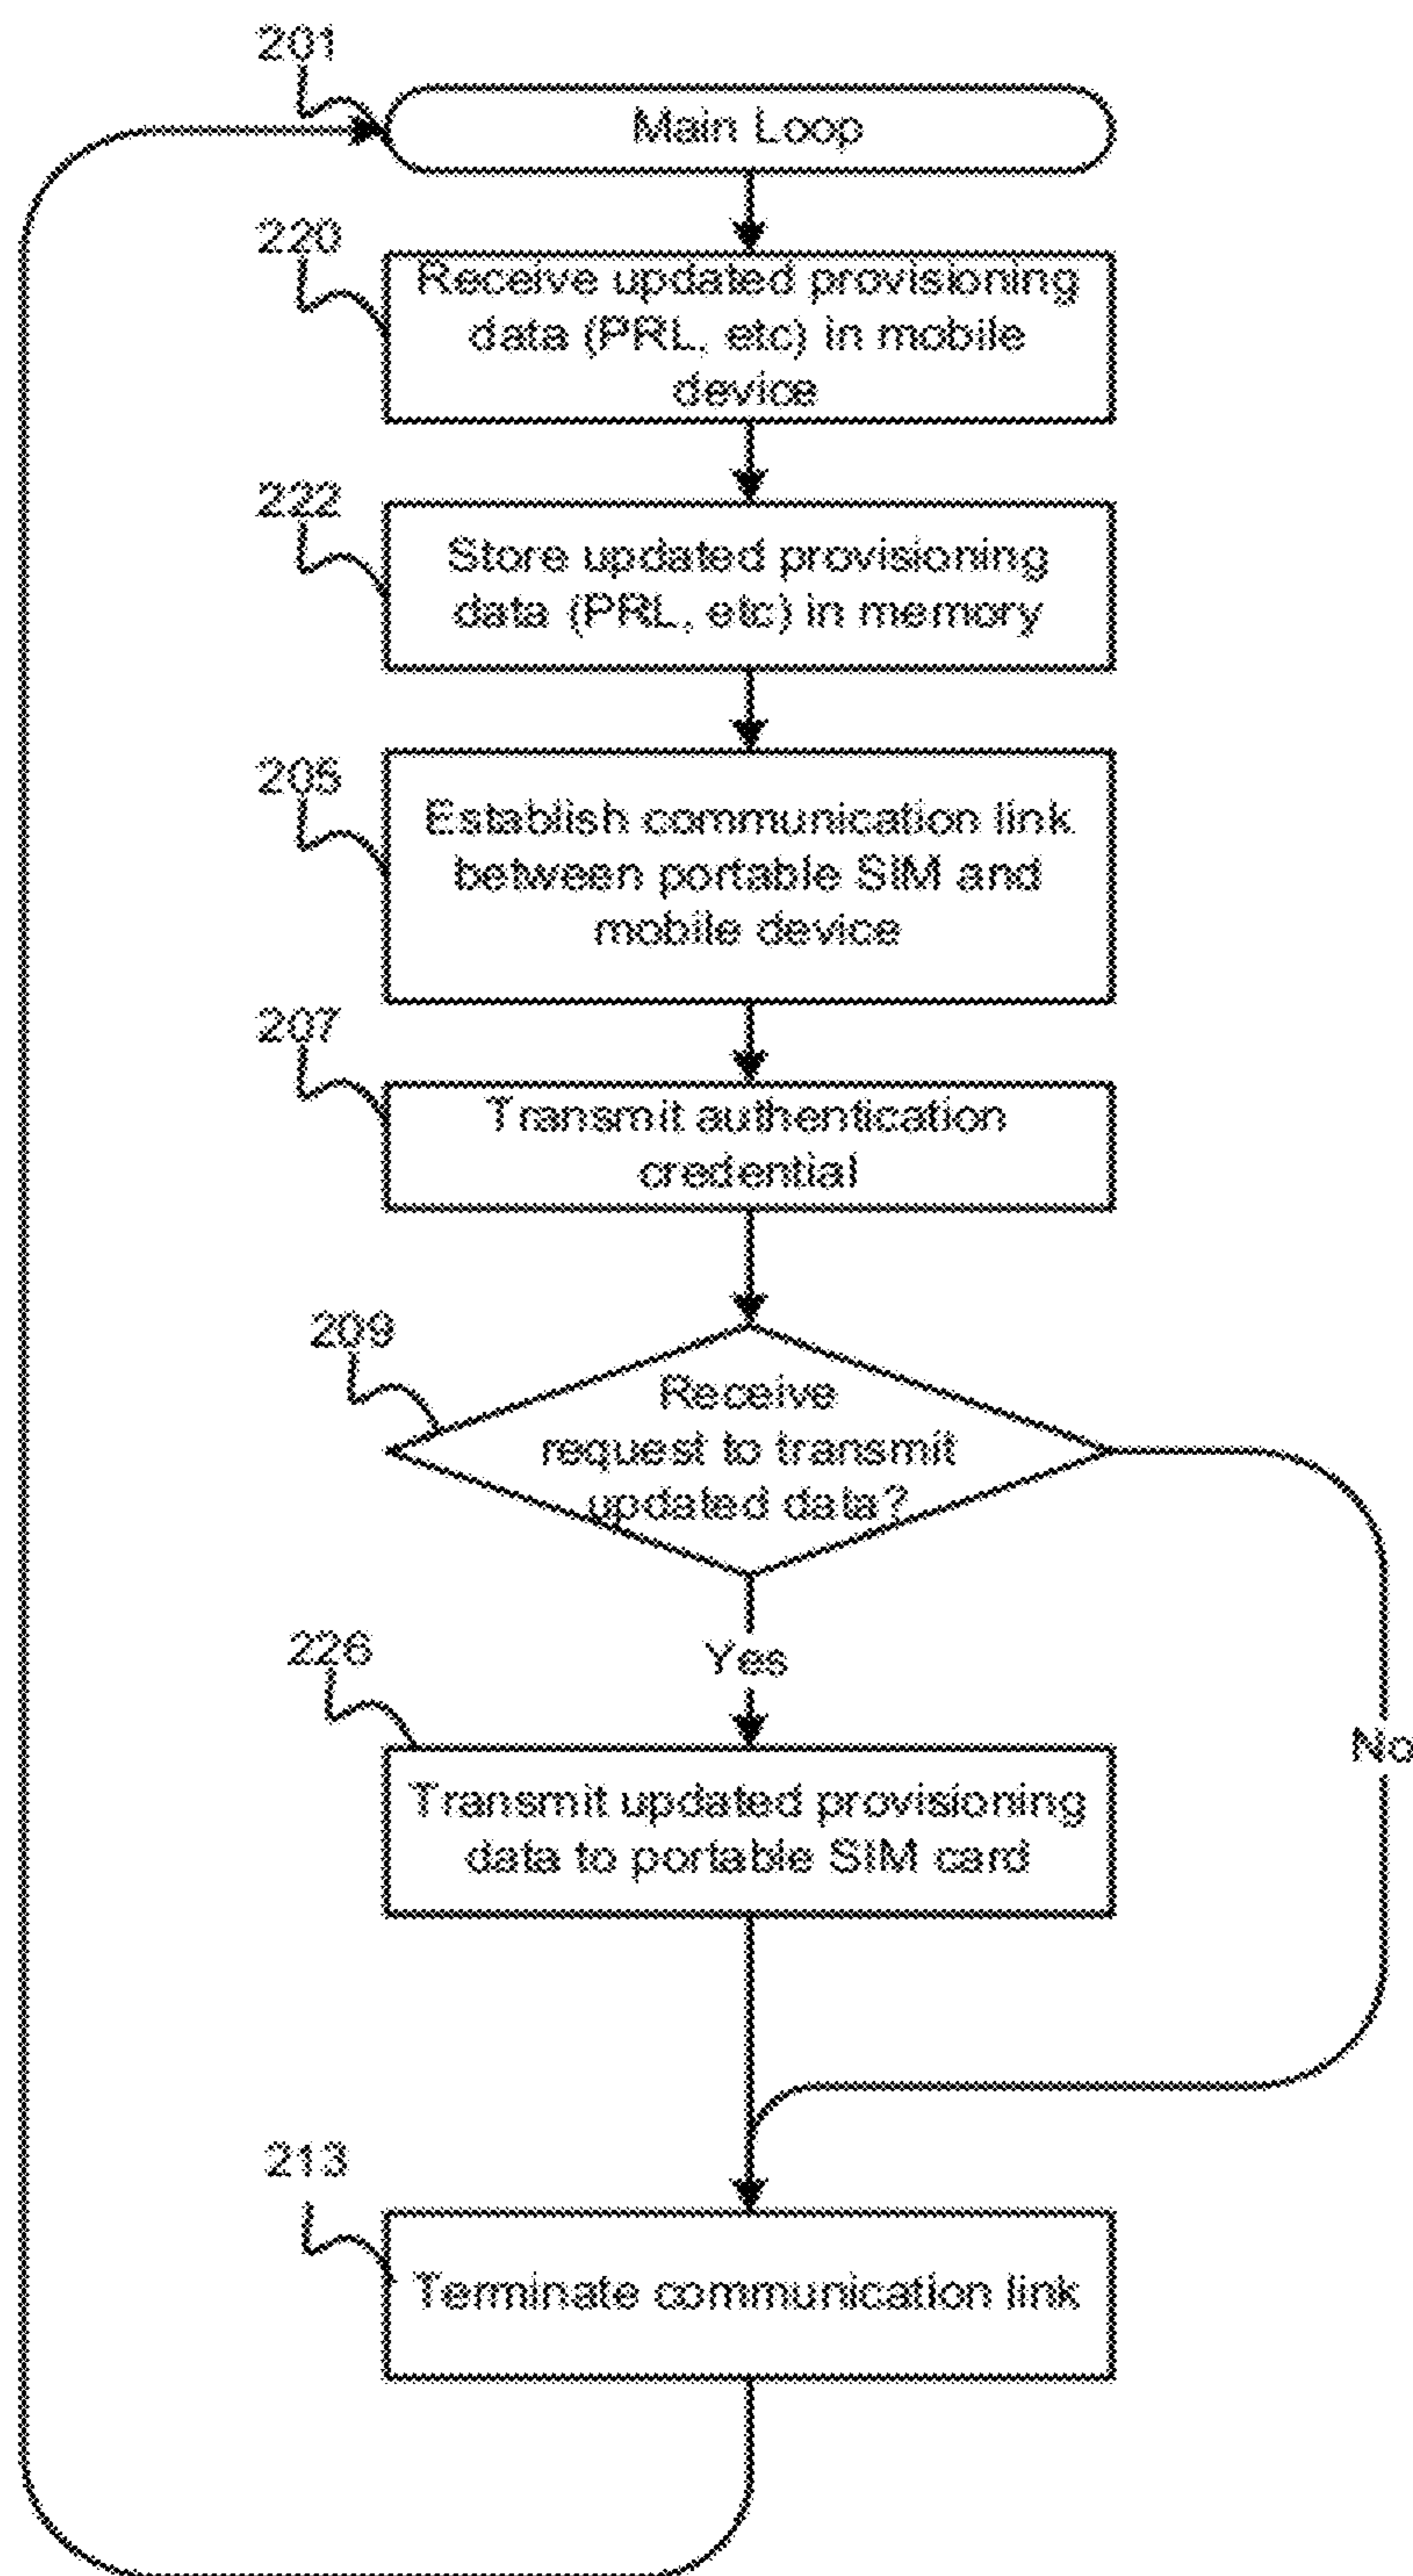 201
Main Loop
220
Receive updated provisioning
data (PRL, etc) in mobile
device
222
Store updated provisioning
data (PRL, etc) in memory
205
Establish communication link
between portable SIM and
mobile device
207
Transmit authentication
credential
209
Receive
request to transmit
updated data?
226
Yes
No
Transmit updated provisioning
data to portable SIM card
213
Terminate communication link